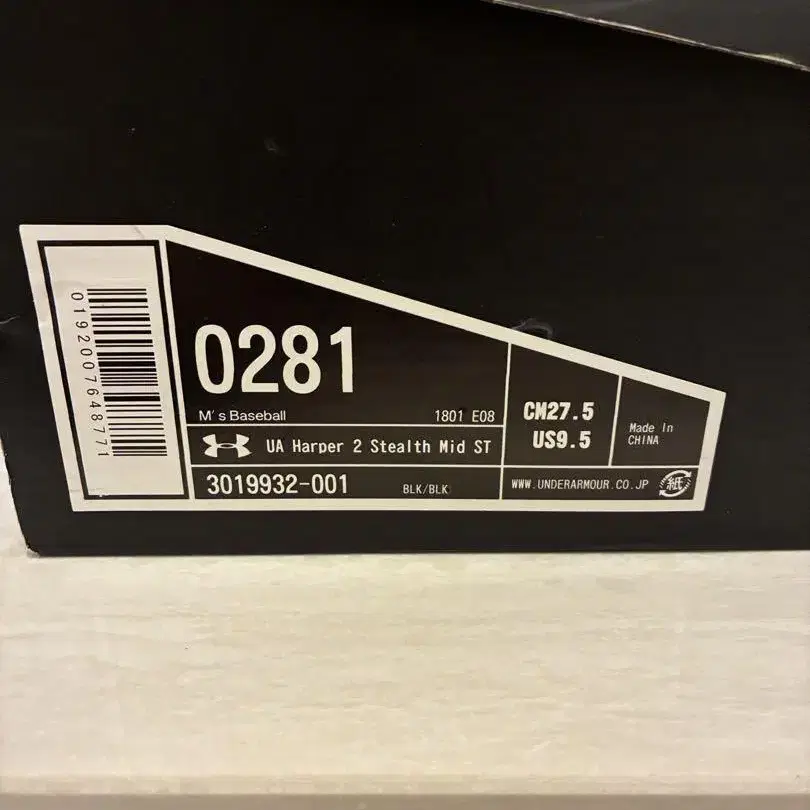 0192007648771
0281
M's Baseball 1801 E08
UA Harper 2 Stealth Mid ST
3019932-001 BLK/BLK
CM27.5
US9.5
Made In
CHINA
WWW.UNDERARMOUR.CO.JP 紙